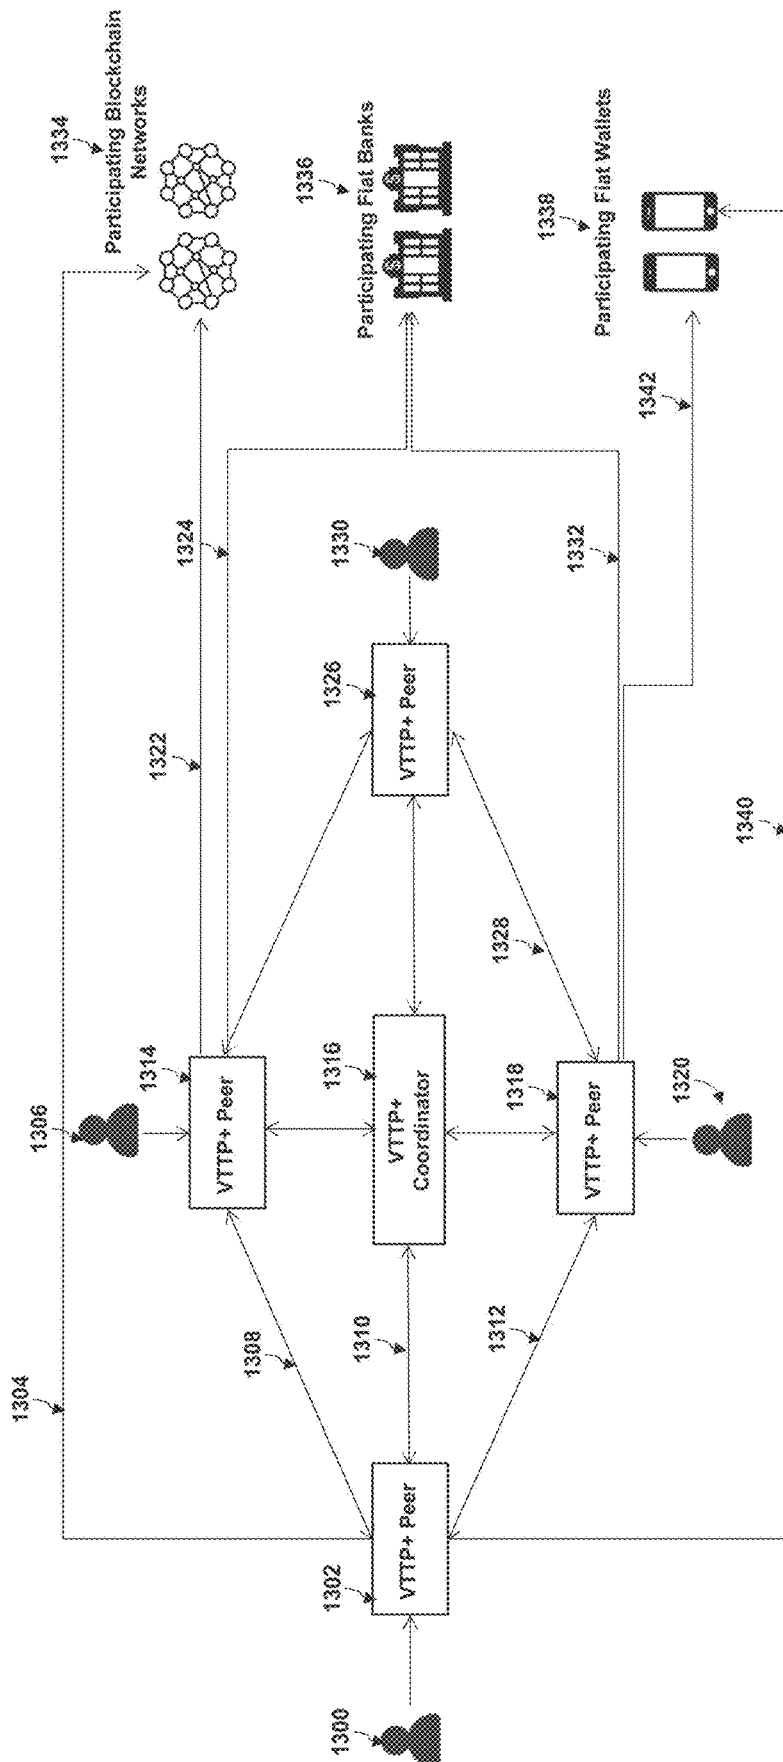 1334
Participating Blockchain
Networks
1336
Participating Fiat Banks
1338
Participating Fiat Wallets
1304
1306
1322
1324
1314
VTTP+ Peer
1308
1330
1326
VTTP+ Peer
1332
1342
1316
VTTP+
Coordinator
1328
1310
1302
VTTP+ Peer
1300
1312
1318
VTTP+ Peer
1320
1340